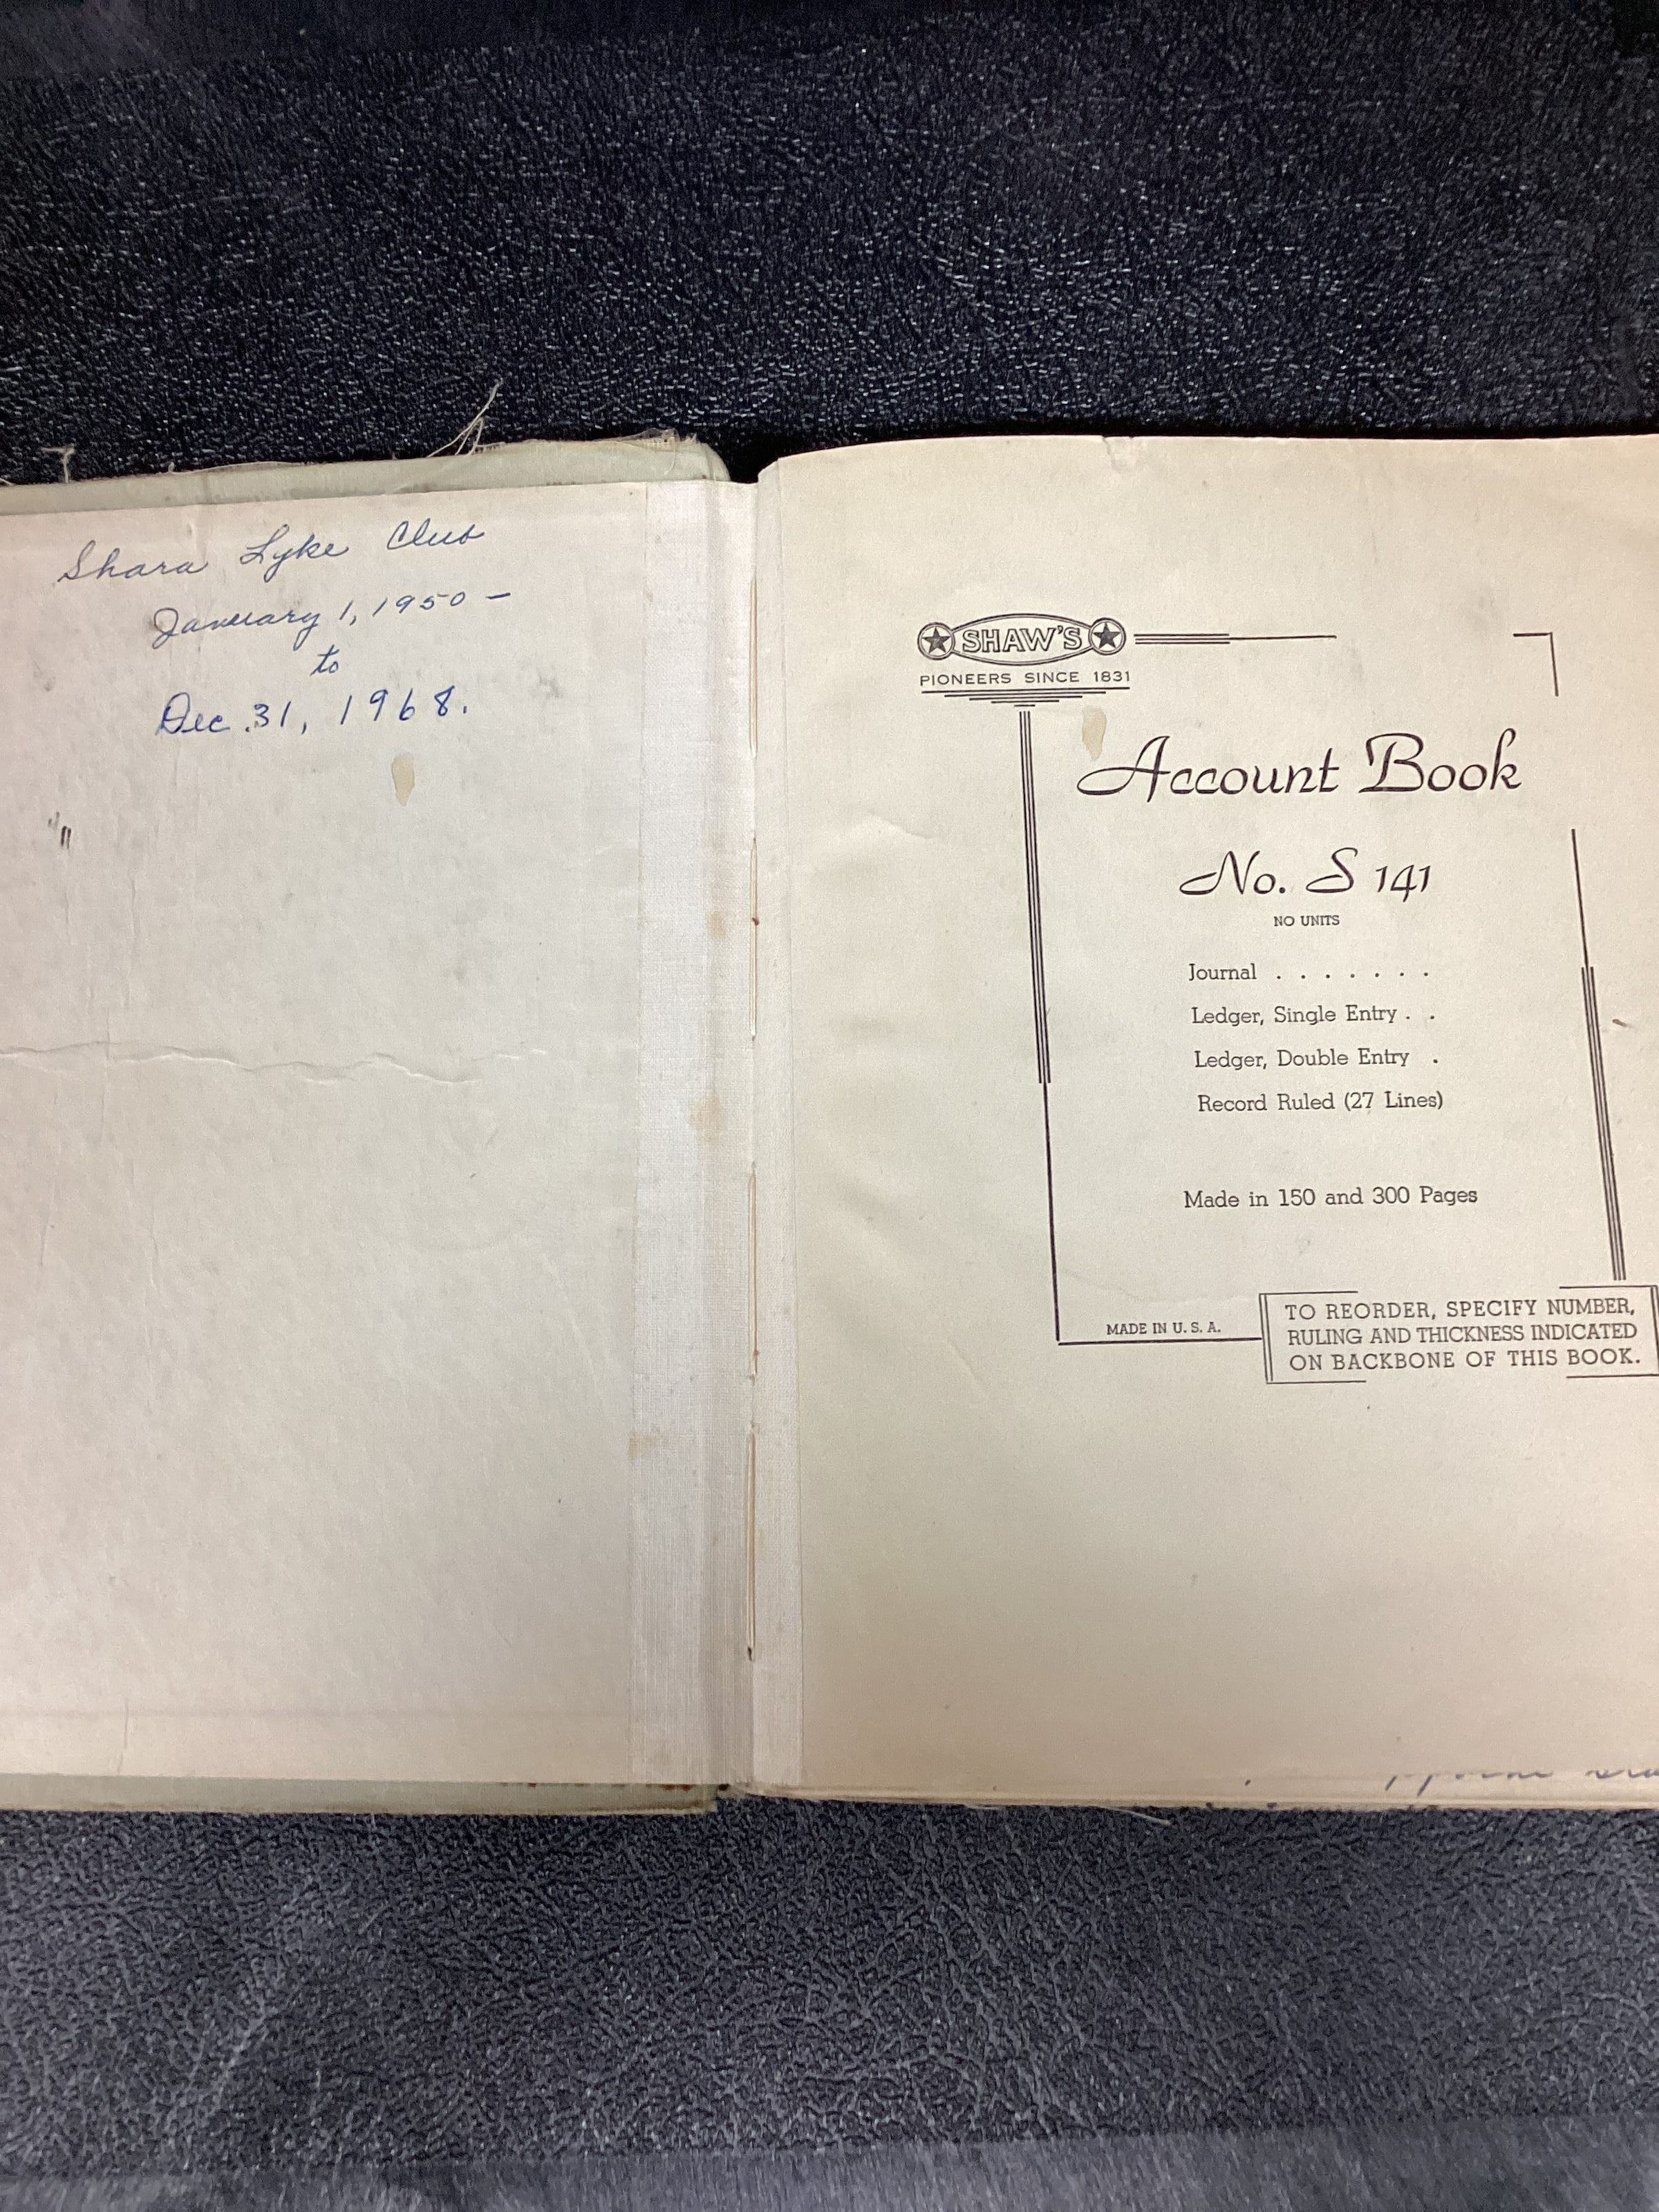 Shara Lyke Club
January 1, 1950 –
to
Dec. 31, 1968.
SHAW'S
PIONEERS SINCE 1831
Account Book
No. S 141
NO UNITS
Journal . . . . . . .
Ledger, Single Entry . .
Ledger, Double Entry .
Record Ruled (27 Lines)
Made in 150 and 300 Pages
MADE IN U. S. A.
TO REORDER, SPECIFY NUMBER,
RULING AND THICKNESS INDICATED
ON BACKBONE OF THIS BOOK.